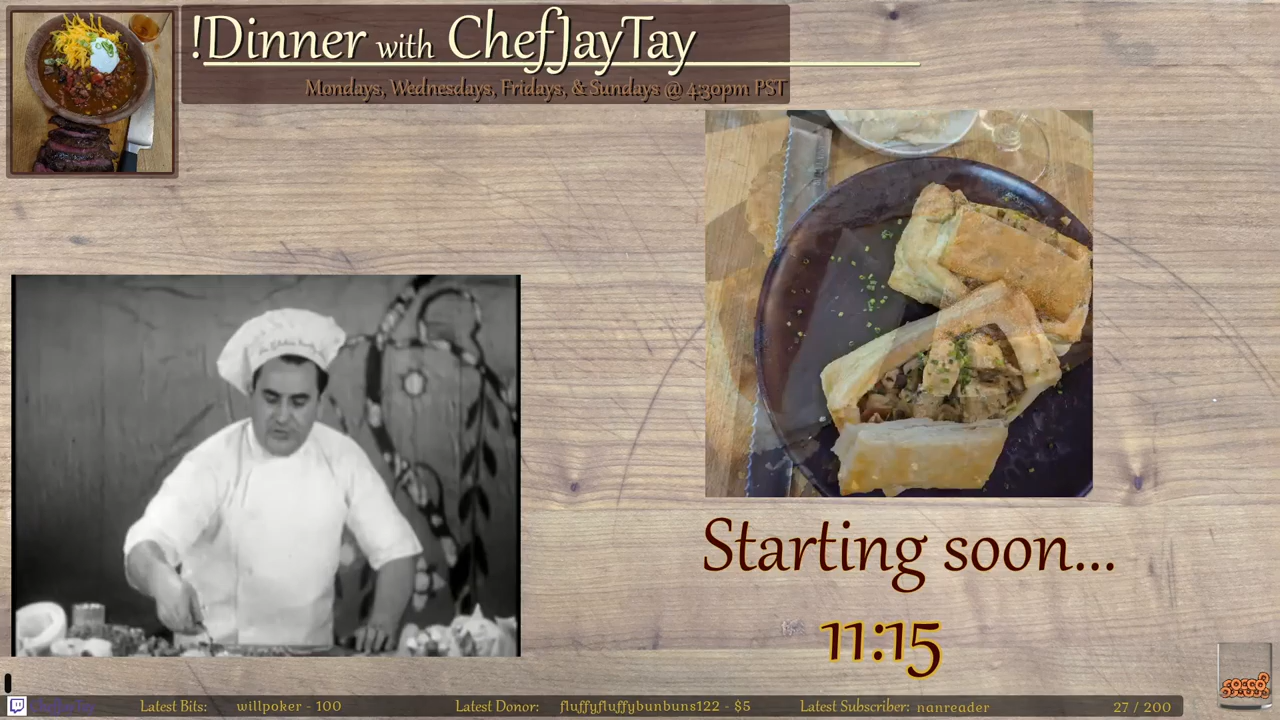 !Dinner with ChefJayTay
Mondays, Wednesdays, Fridays, & Sundays @ 4:30pm PST
Starting soon...
11:15
ChefJayTay
Latest Bits: willpoker - 100
Latest Donor: fluffyfluffybunbuns122 - $5
Latest Subscriber: nanreader
27 / 200